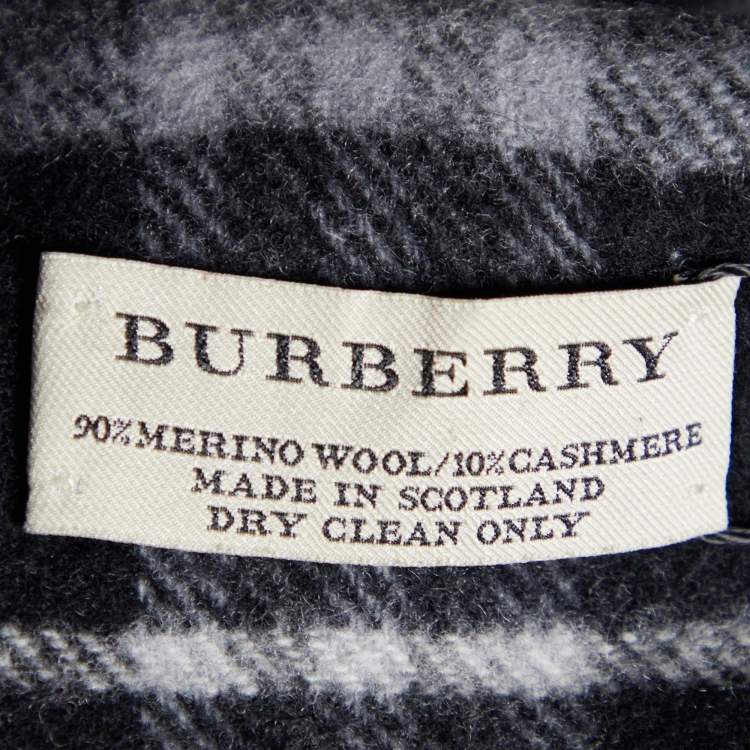 BURBERRY
90% MERINO WOOL/10% CASHMERE
MADE IN SCOTLAND
DRY CLEAN ONLY